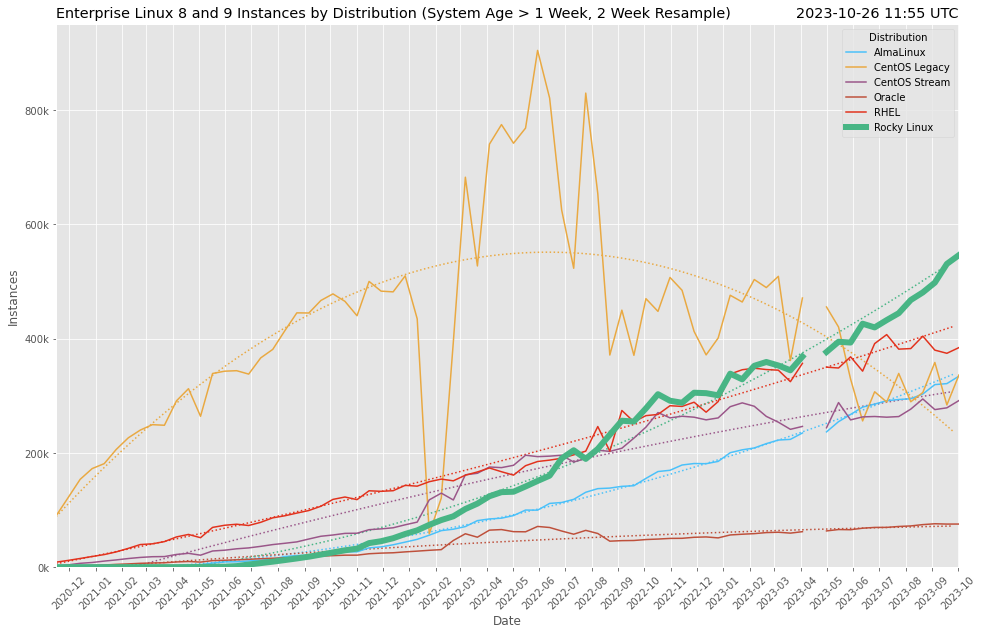 Enterprise Linux 8 and 9 Instances by Distribution (System Age > 1 Week, 2 Week Resample)
2023-10-26 11:55 UTC
Distribution
AlmaLinux
CentOS Legacy
CentOS Stream
Oracle
RHEL
Rocky Linux
800k
600k
400k
200k
0k
Instances
2020-12
2021-01
2021-02
2021-03
2021-04
2021-05
2021-06
2021-07
2021-08
2021-09
2021-10
2021-11
2021-12
2022-01
2022-02
2022-03
2022-04
2022-05
2022-06
2022-07
2022-08
2022-09
2022-10
2022-11
2022-12
2023-01
2023-02
2023-03
2023-04
2023-05
2023-06
2023-07
2023-08
2023-09
2023-10
Date